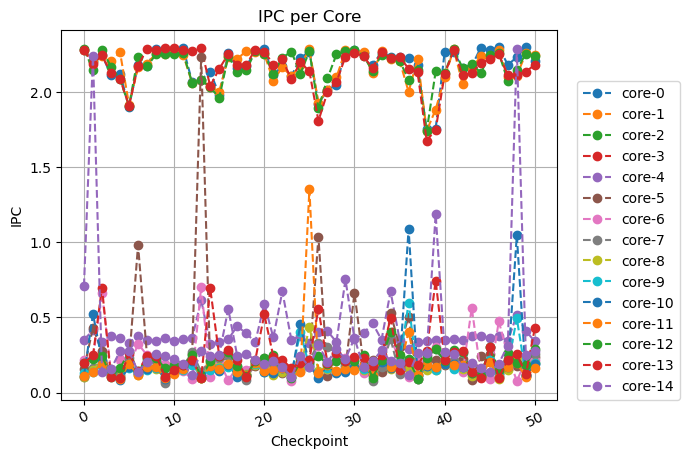 IPC per Core
IPC
2.0
1.5
1.0
0.5
0.0
0
10
20
30
40
50
Checkpoint
core-0
core-1
core-2
core-3
core-4
core-5
core-6
core-7
core-8
core-9
core-10
core-11
core-12
core-13
core-14